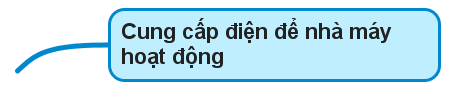 Cung cấp điện để nhà máy
hoạt động